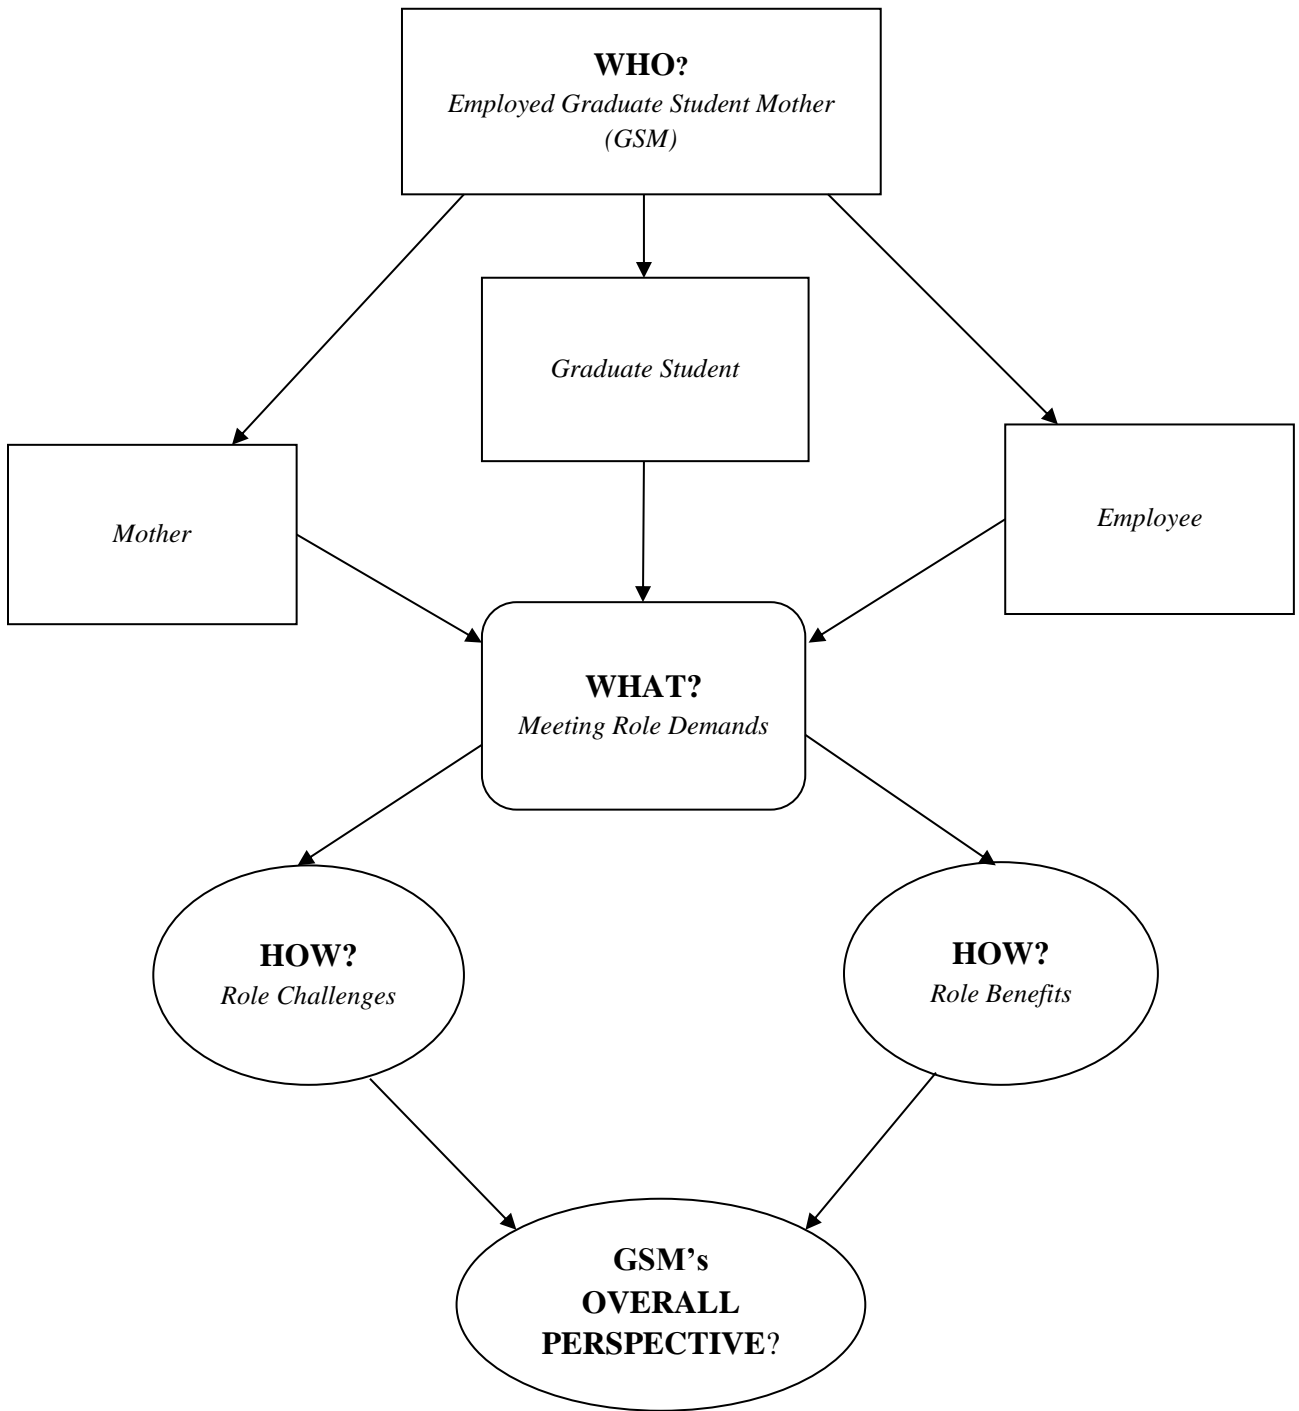 WHO?
Employed Graduate Student Mother
(GSM)
Graduate Student
Mother
Employee
WHAT?
Meeting Role Demands
HOW?
Role Challenges
HOW?
Role Benefits
GSM’s
OVERALL
PERSPECTIVE?